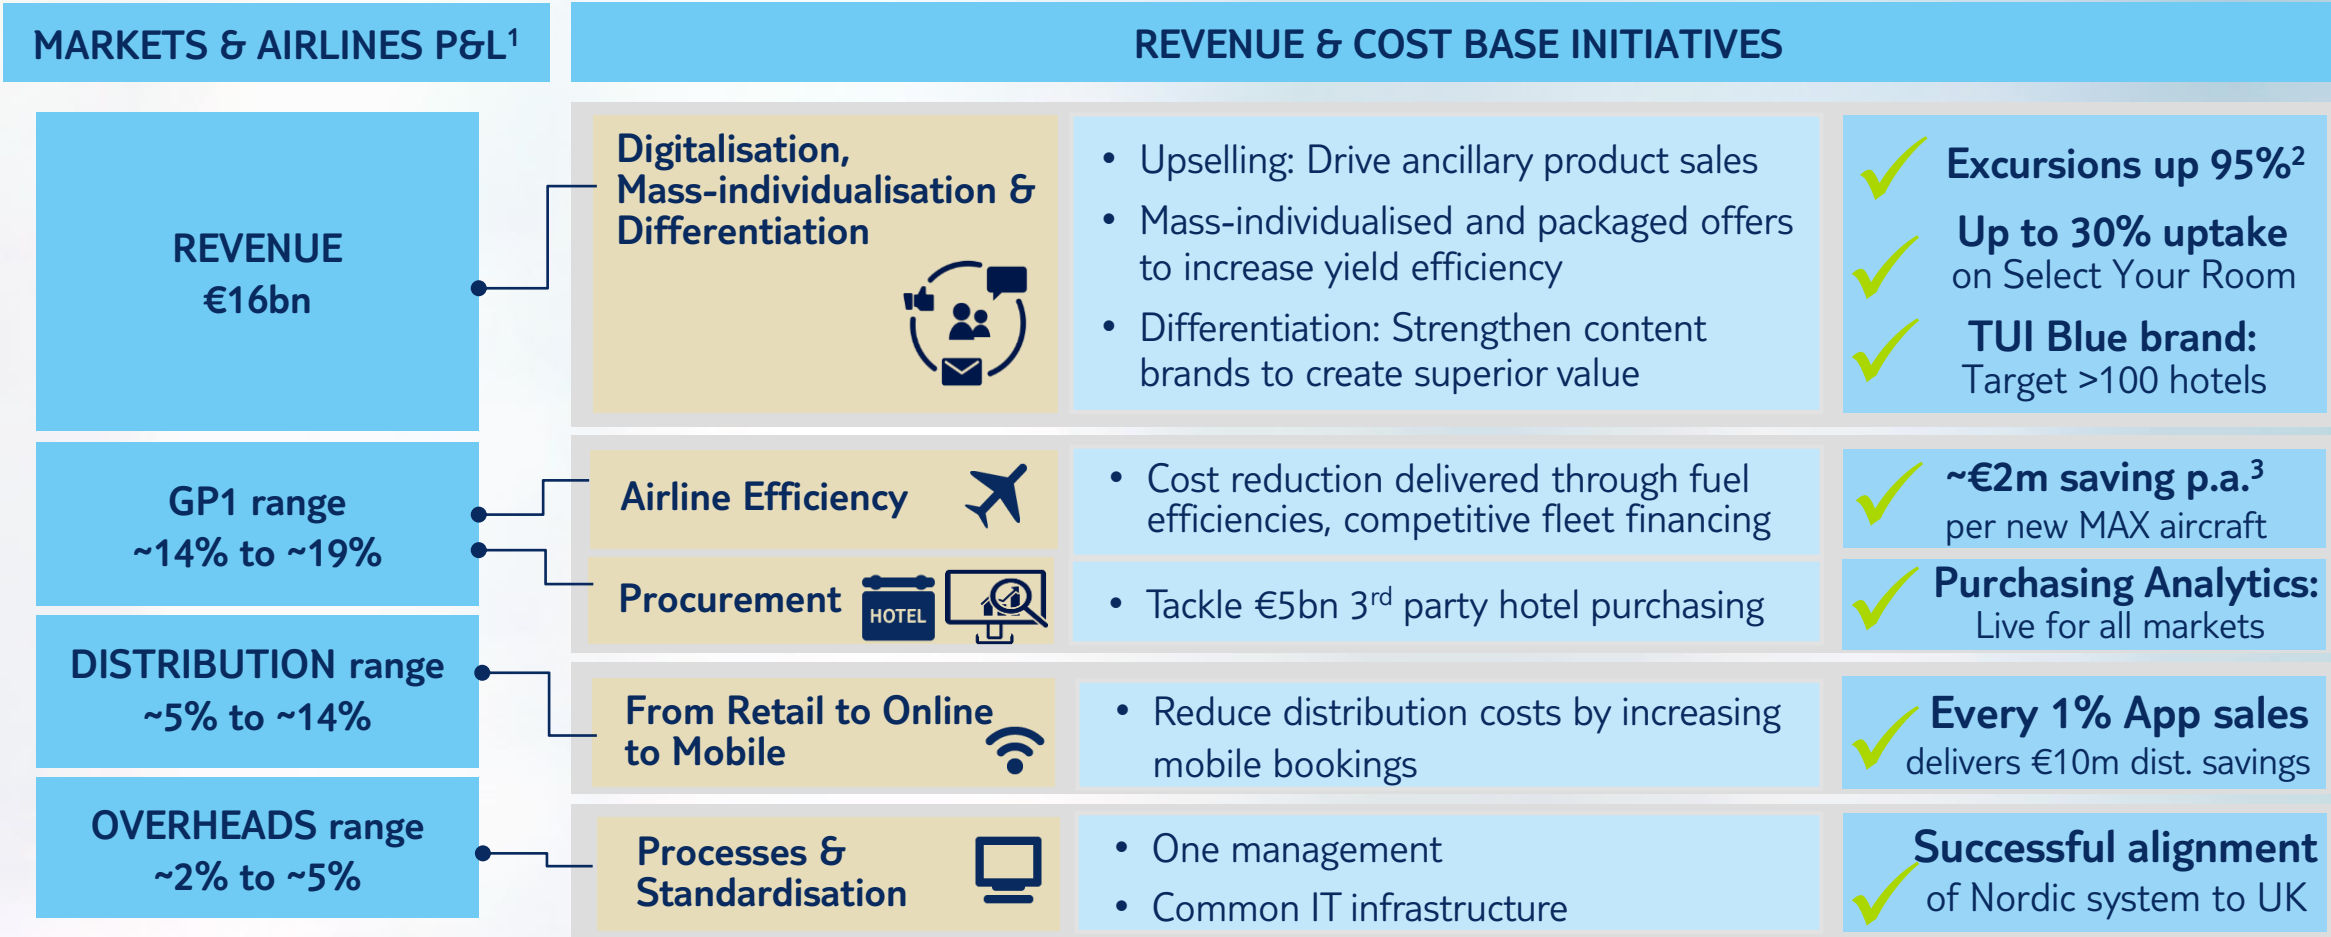 MARKETS & AIRLINES P&L¹
REVENUE & COST BASE INITIATIVES
REVENUE
€16bn
Digitalisation,
Mass-individualisation &
Differentiation
• Upselling: Drive ancillary product sales
• Mass-individualised and packaged offers
to increase yield efficiency
• Differentiation: Strengthen content
brands to create superior value
Excursions up 95%²
Up to 30% uptake
on Select Your Room
TUI Blue brand:
Target >100 hotels
GP1 range
~14% to ~19%
Airline Efficiency
• Cost reduction delivered through fuel
efficiencies, competitive fleet financing
~€2m saving p.a.³
per new MAX aircraft
Procurement
HOTEL
• Tackle €5bn 3rd party hotel purchasing
Purchasing Analytics:
Live for all markets
DISTRIBUTION range
~5% to ~14%
From Retail to Online
to Mobile
• Reduce distribution costs by increasing
mobile bookings
Every 1% App sales
delivers €10m dist. savings
OVERHEADS range
~2% to ~5%
Processes &
Standardisation
• One management
• Common IT infrastructure
Successful alignment
of Nordic system to UK